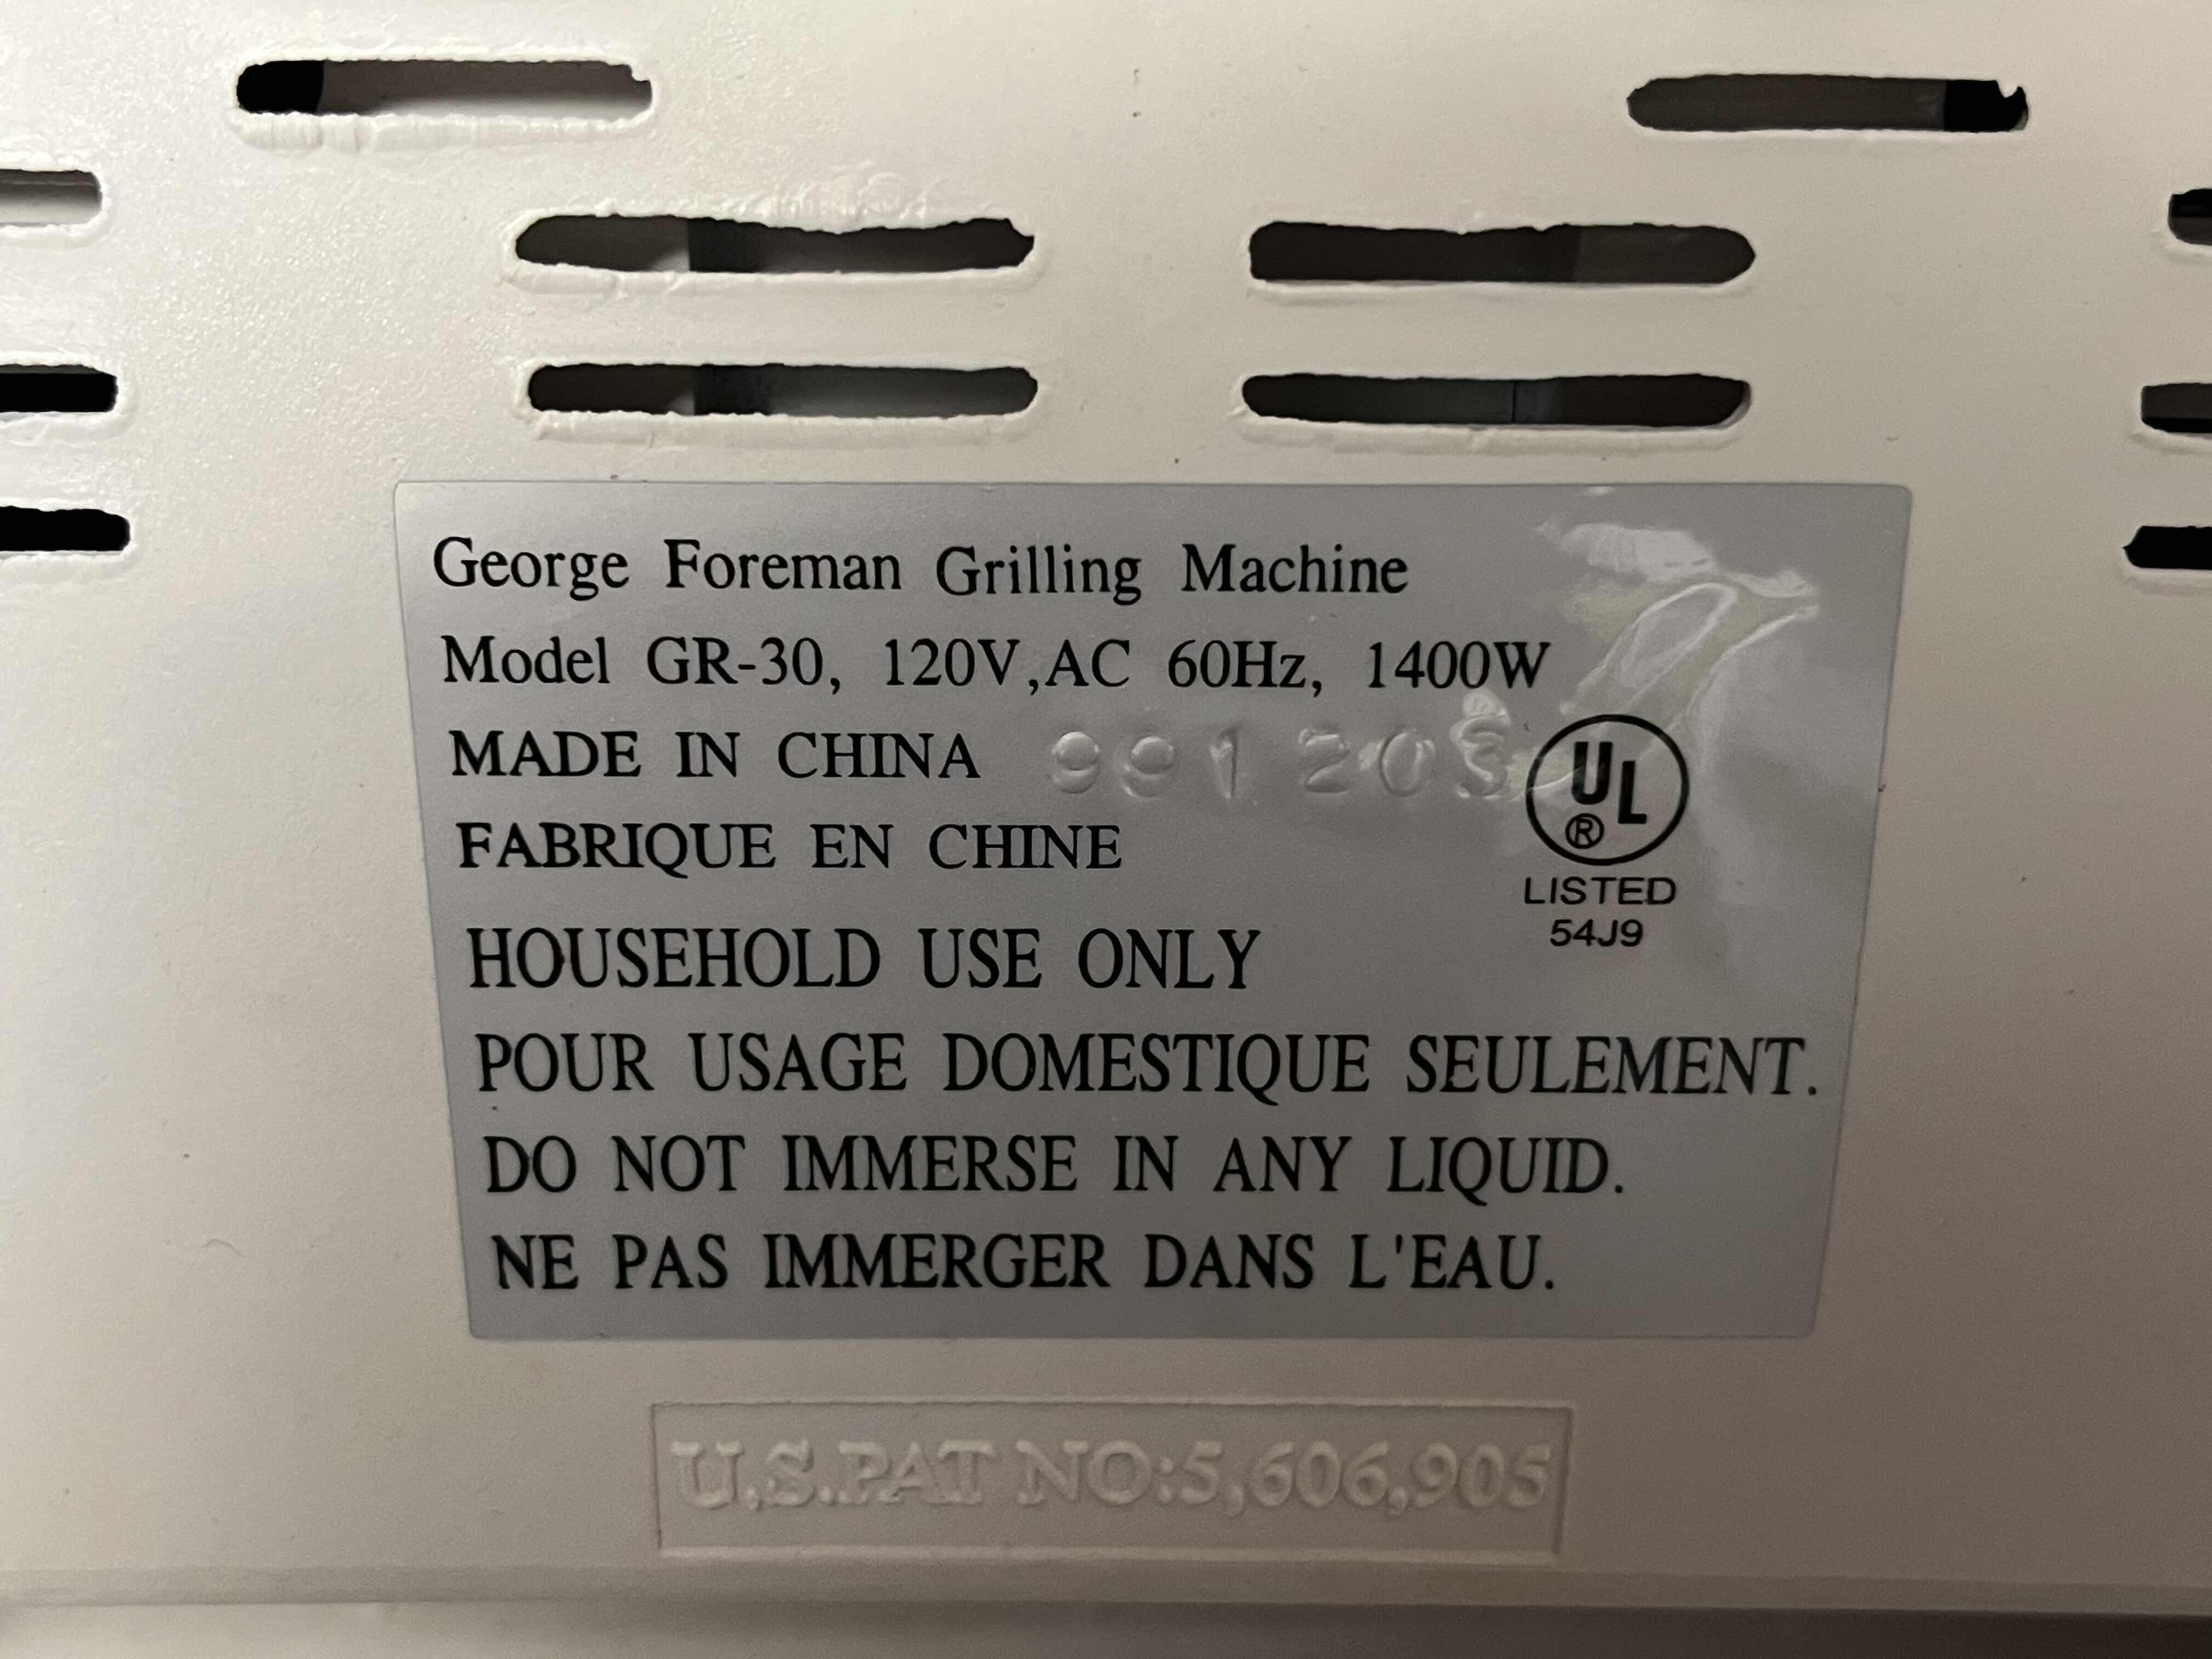 George Foreman Grilling Machine
Model GR-30, 120V,AC 60Hz, 1400W
MADE IN CHINA 991 203
FABRIQUE EN CHINE
UL
®
LISTED
54J9
HOUSEHOLD USE ONLY
POUR USAGE DOMESTIQUE SEULEMENT.
DO NOT IMMERSE IN ANY LIQUID.
NE PAS IMMERGER DANS L'EAU.
U.S.PAT NO:5,606,905